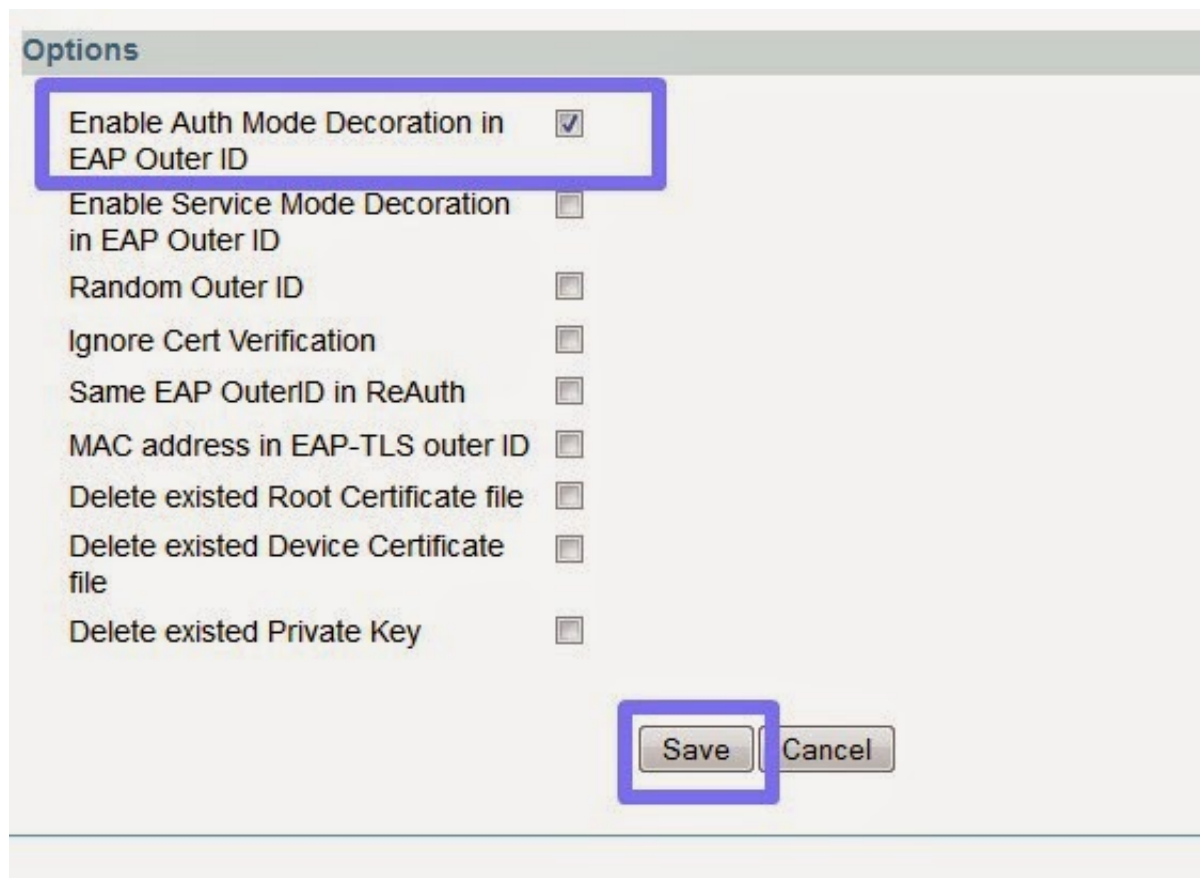 Options
Enable Auth Mode Decoration in
EAP Outer ID
Enable Service Mode Decoration
in EAP Outer ID
Random Outer ID
Ignore Cert Verification
Same EAP OuterID in ReAuth
MAC address in EAP-TLS outer ID
Delete existed Root Certificate file
Delete existed Device Certificate
file
Delete existed Private Key
Save Cancel